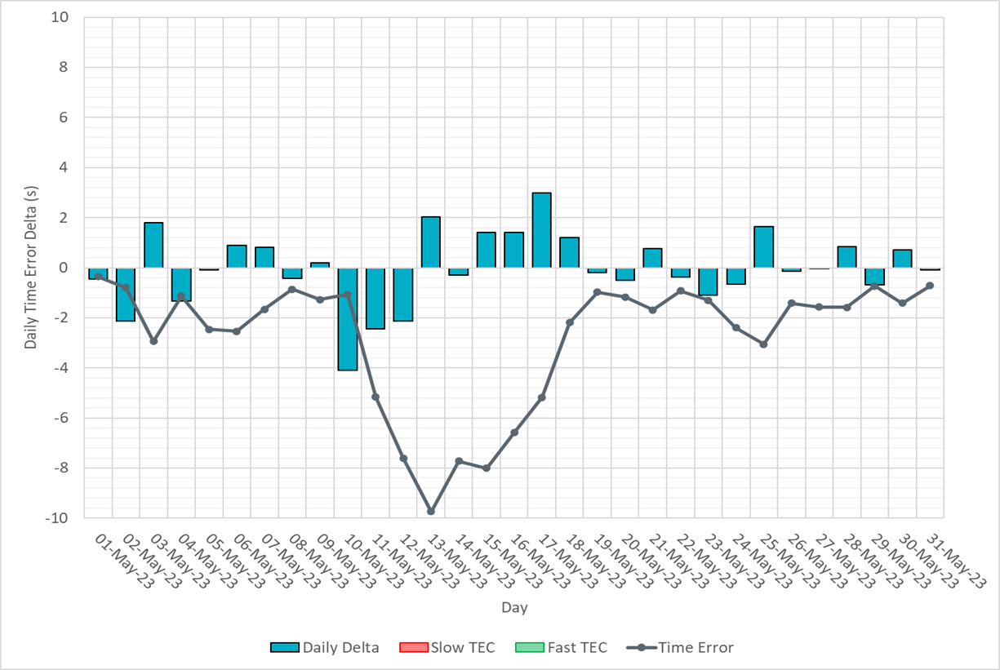 10
8
6
4
2
0
-2
-4
-6
-8
-10
Daily Time Error Delta (s)
01-May-23
02-May-23
03-May-23
04-May-23
05-May-23
06-May-23
07-May-23
08-May-23
09-May-23
10-May-23
11-May-23
12-May-23
13-May-23
14-May-23
15-May-23
16-May-23
17-May-23
18-May-23
19-May-23
20-May-23
21-May-23
22-May-23
23-May-23
24-May-23
25-May-23
26-May-23
27-May-23
28-May-23
29-May-23
30-May-23
31-May-23
Day
Daily Delta Slow TEC Fast TEC Time Error